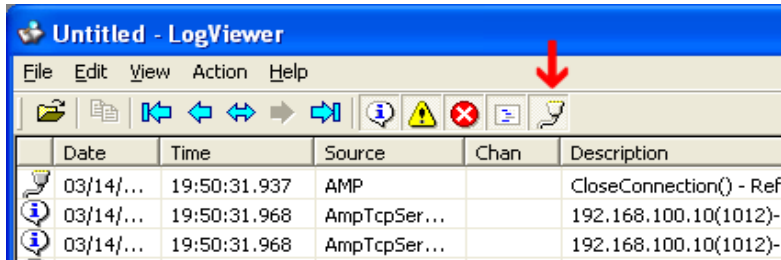 Untitled - LogViewer
File Edit View Action Help
Date Time Source Chan Description
03/14/... 19:50:31.937 AMP CloseConnection() - Ref
03/14/... 19:50:31.968 AmpTcpSer... 192.168.100.10(1012)-
03/14/... 19:50:31.968 AmpTcpSer... 192.168.100.10(1012)-